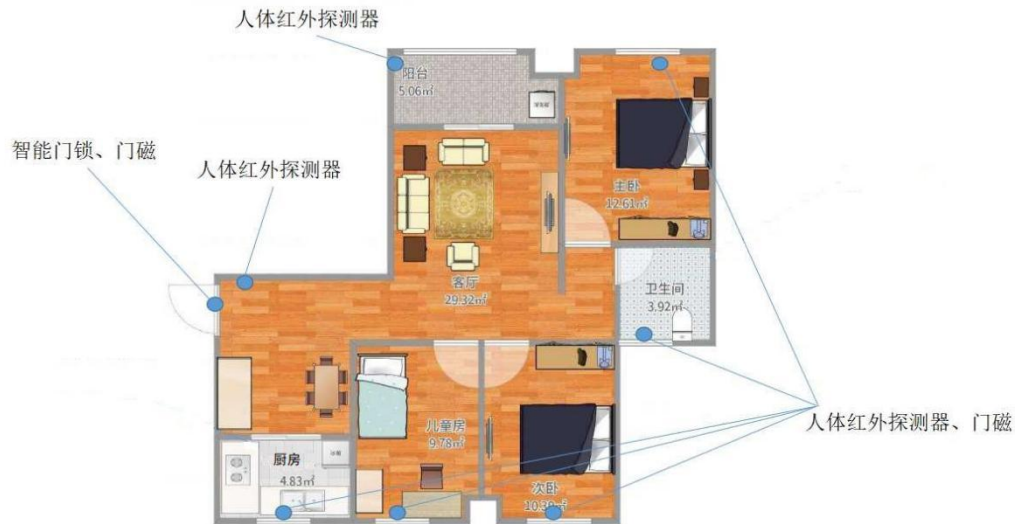 人体红外探测器
阳台
5.06㎡
智能门锁、门磁
人体红外探测器
主卧
12.61㎡
客厅
29.32㎡
卫生间
3.92㎡
人体红外探测器、门磁
儿童房
9.78㎡
厨房
4.83㎡
冰箱
次卧